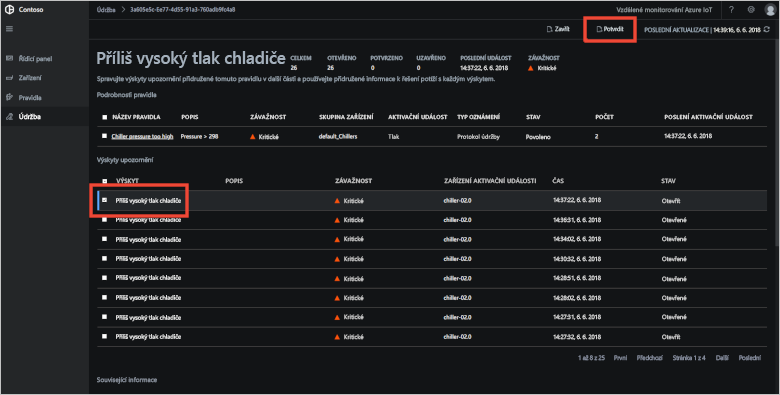 Contoso
Údržba > 3a605e5c-5e77-4d55-91a3-760adb9fc4a8
Vzdálené monitorování Azure IoT
?
Zavřít
Potvrdit
POSLEDNÍ AKTUALIZACE | 14:39:16, 6. 6. 2018
Řídicí panel
Zařízení
Pravidla
Údržba
Příliš vysoký tlak chladiče
CELKEM OTEVŘENO POTVRZENO UZAVŘENO POSLEDNÍ UDÁLOST ZÁVAŽNOST
26 26 0 0 14:37:22, 6. 6. 2018 Kritické
Spravujte výskyty upozornění přidružené tomuto pravidlu v další části a používejte přidružené informace k řešení potíží s každým výskytem.
Podrobnosti pravidla
NÁZEV PRAVIDLA POPIS ZÁVAŽNOST SKUPINA ZAŘÍZENÍ AKTIVAČNÍ UDÁLOST TYP OZNÁMENÍ STAV POČET POSLENÍ AKTIVAČNÍ UDÁLOST
Chiller pressure too high Pressure > 298 Kritické default_Chillers Tlak Protokol údržby Povoleno 2 14:37:22, 6. 6. 2018
Výskyty upozornění
VÝSKYT POPIS ZÁVAŽNOST ZAŘÍZENÍ AKTIVAČNÍ UDÁLOSTI ČAS STAV
Příliš vysoký tlak chladiče Kritické chiller-02.0 14:37:22, 6. 6. 2018 Otevřít
Příliš vysoký tlak chladiče Kritické chiller-02.0 14:36:31, 6. 6. 2018 Otevřené
Příliš vysoký tlak chladiče Kritické chiller-02.0 14:34:02, 6. 6. 2018 Otevřené
Příliš vysoký tlak chladiče Kritické chiller-02.0 14:30:32, 6. 6. 2018 Otevřené
Příliš vysoký tlak chladiče Kritické chiller-02.0 14:28:51, 6. 6. 2018 Otevřené
Příliš vysoký tlak chladiče Kritické chiller-02.0 14:28:02, 6. 6. 2018 Otevřené
Příliš vysoký tlak chladiče Kritické chiller-02.0 14:27:31, 6. 6. 2018 Otevřené
Příliš vysoký tlak chladiče Kritické chiller-02.0 14:27:32, 6. 6. 2018 Otevřít
1 až 8 z 25 První Předchozí Stránka 1 z 4 Další Poslední
Související informace